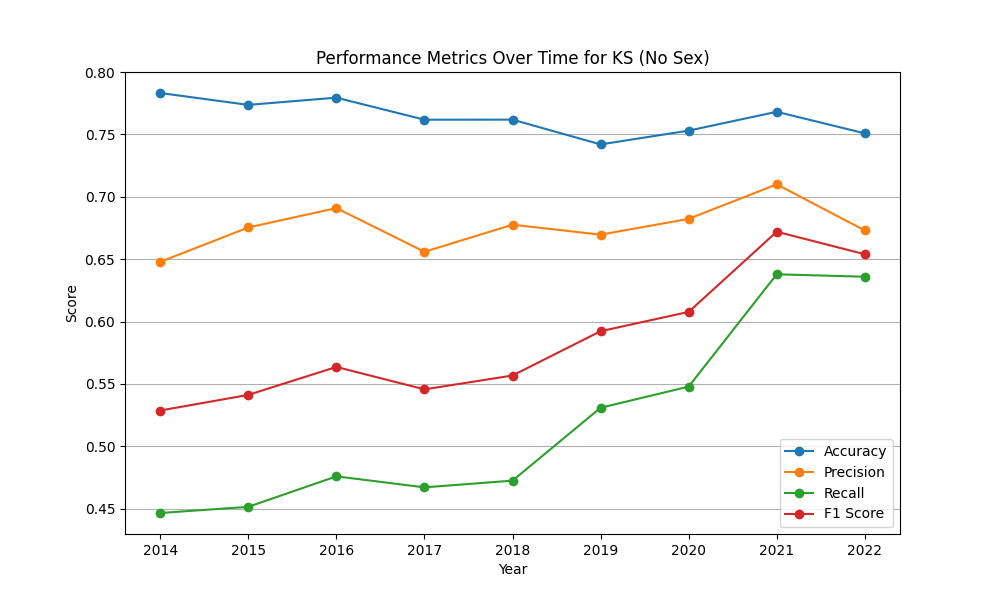 Performance Metrics Over Time for KS (No Sex)
0.80
0.75
0.70
0.65
0.60
0.55
0.50
0.45
Score
Accuracy
Precision
Recall
F1 Score
2014 2015 2016 2017 2018 2019 2020 2021 2022
Year